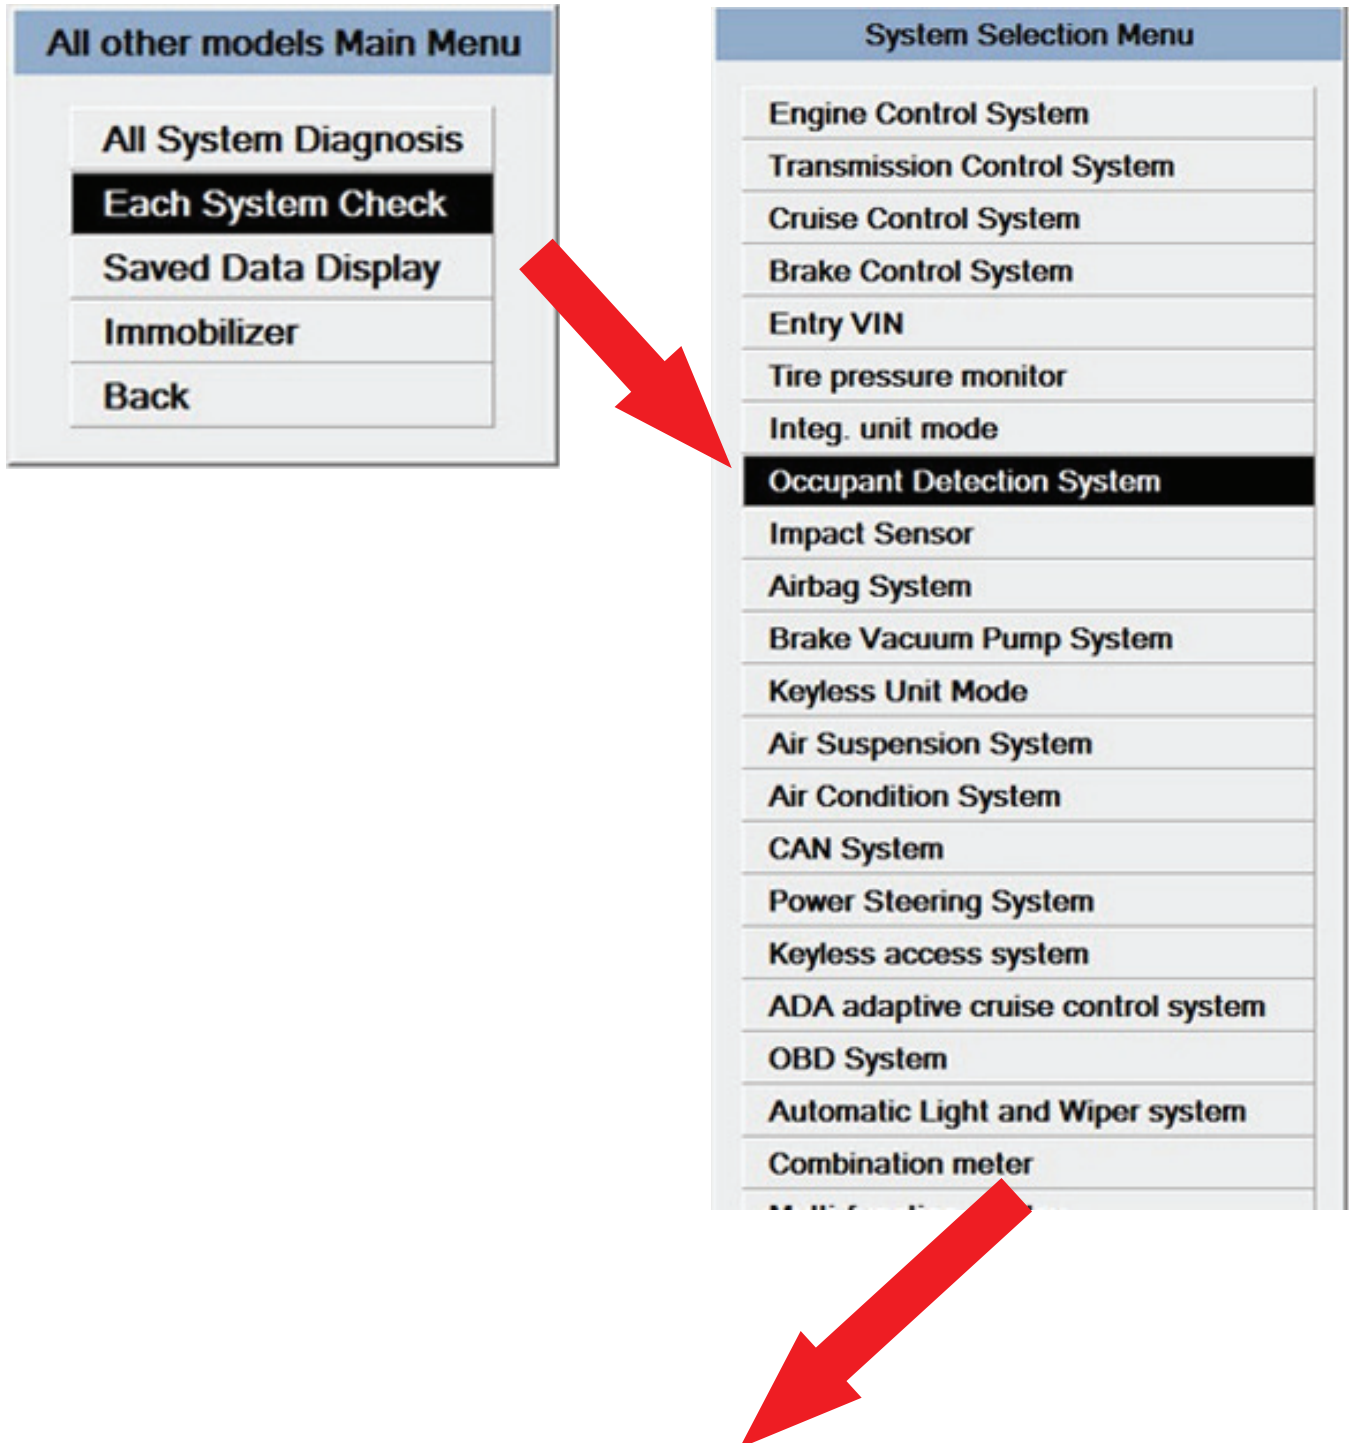 All other models Main Menu
All System Diagnosis
Each System Check
Saved Data Display
Immobilizer
Back
System Selection Menu
Engine Control System
Transmission Control System
Cruise Control System
Brake Control System
Entry VIN
Tire pressure monitor
Integ. unit mode
Occupant Detection System
Impact Sensor
Airbag System
Brake Vacuum Pump System
Keyless Unit Mode
Air Suspension System
Air Condition System
CAN System
Power Steering System
Keyless access system
ADA adaptive cruise control system
OBD System
Automatic Light and Wiper system
Combination meter